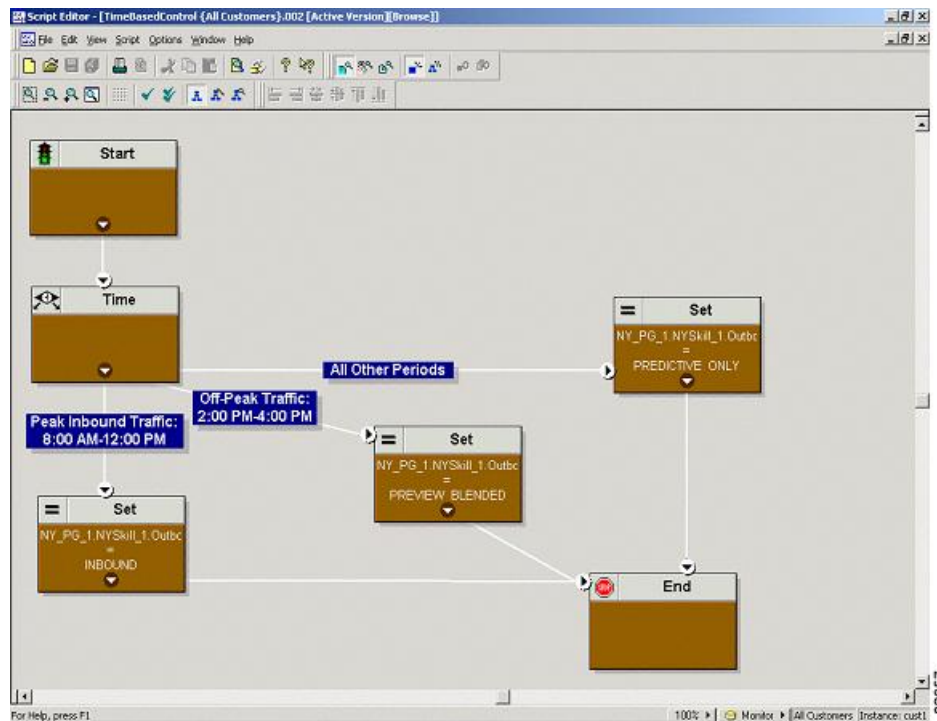 Script Editor - [TimeBasedControl {All Customers}.002 [Active Version][Browse]]
File Edit View Script Options Window Help
Start
Time
Set
NY_PG_1.NYSkill_1.Outbc
=
PREDICTIVE_ONLY
All Other Periods
Off-Peak Traffic:
2:00 PM-4:00 PM
Peak Inbound Traffic:
8:00 AM-12:00 PM
Set
NY_PG_1.NYSkill_1.Outbc
=
PREVIEW_BLENDED
Set
NY_PG_1.NYSkill_1.Outbc
=
INBOUND
End
For Help, press F1
100% Monitor All Customers Instance: cust1